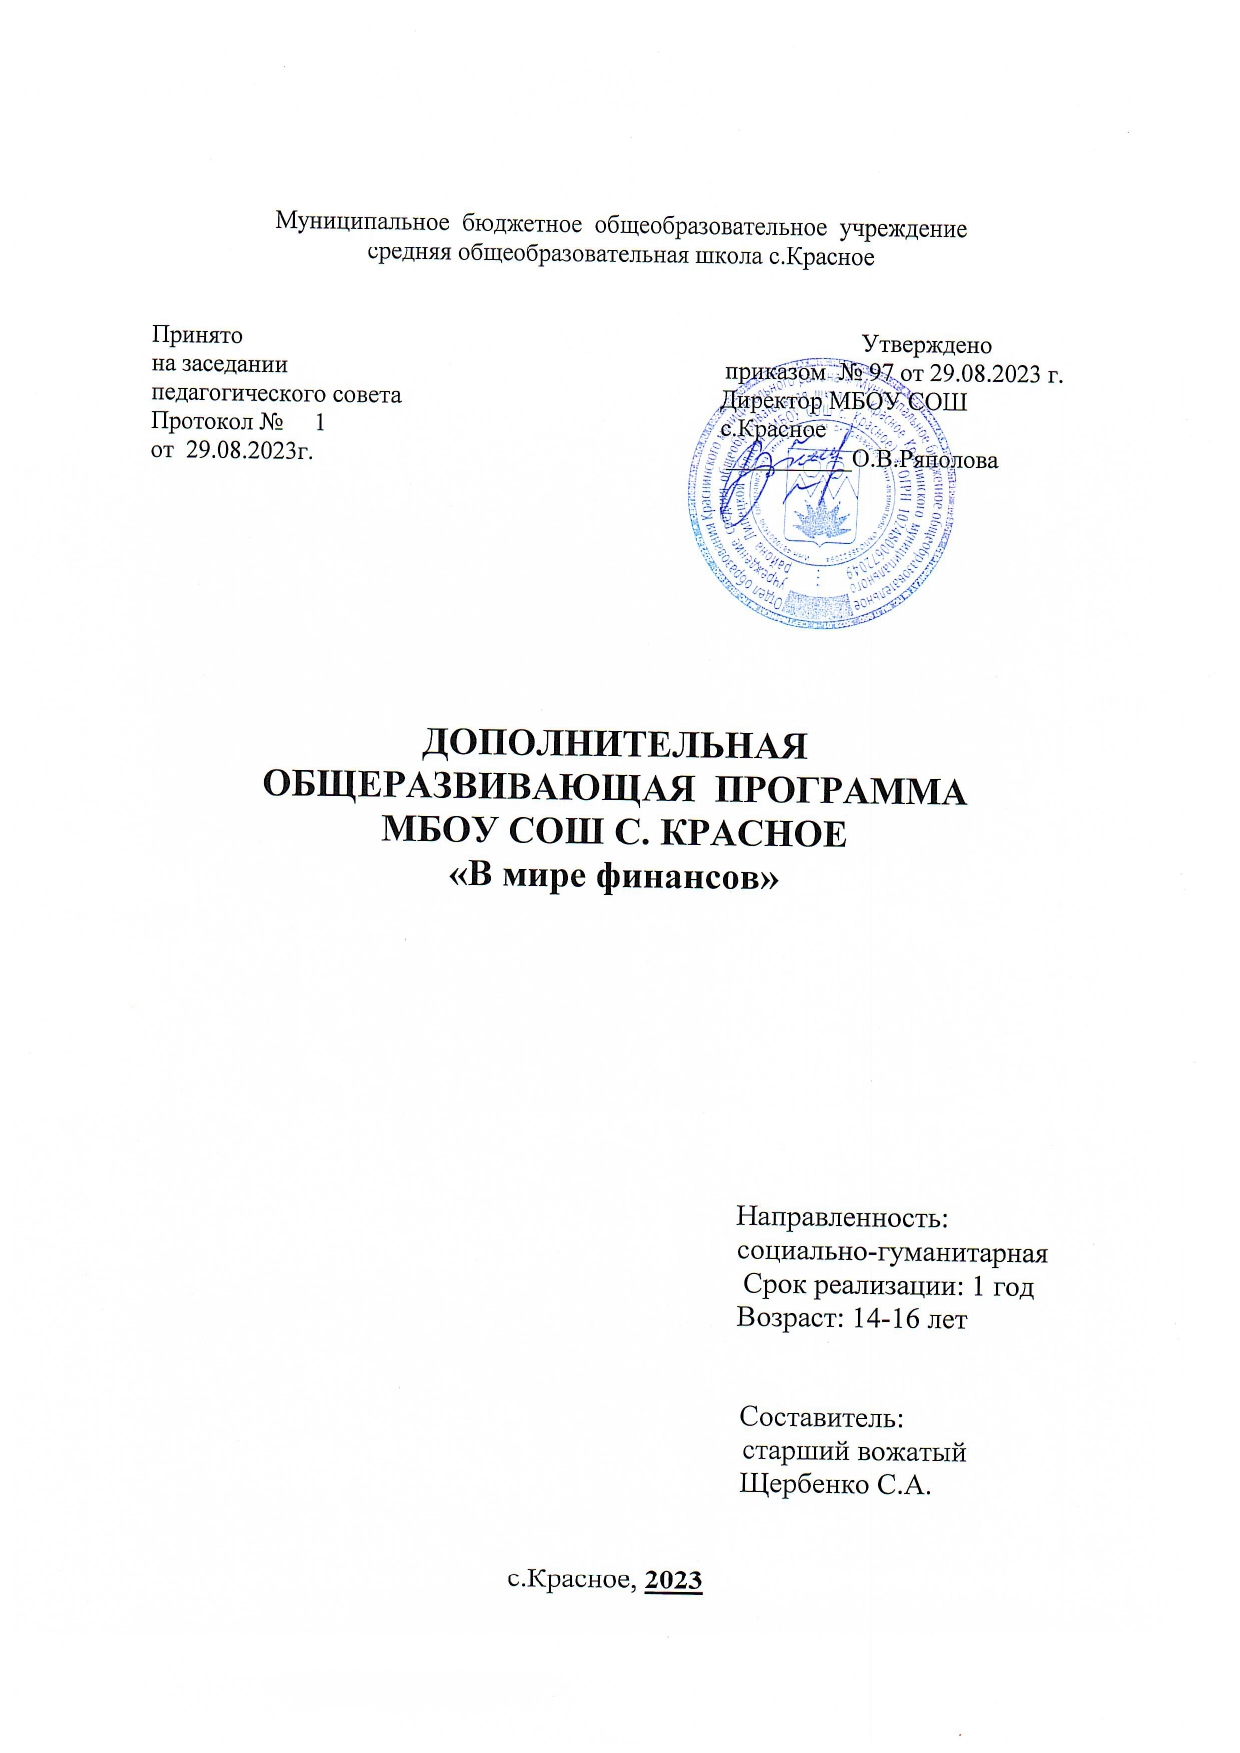 Муниципальное бюджетное общеобразовательное учреждение
средняя общеобразовательная школа с.Красное
Принято
на заседании
педагогического совета
Протокол № 1
от 29.08.2023г.
Утверждено
приказом № 97 от 29.08.2023 г.
Директор МБОУ СОШ
с.Красное
__________О.В.Ряполова
ДОПОЛНИТЕЛЬНАЯ
ОБЩЕРАЗВИВАЮЩАЯ ПРОГРАММА
МБОУ СОШ С. КРАСНОЕ
«В мире финансов»
Направленность:
социально-гуманитарная
Срок реализации: 1 год
Возраст: 14-16 лет
Составитель:
старший вожатый
Щербенко С.А.
с.Красное, 2023